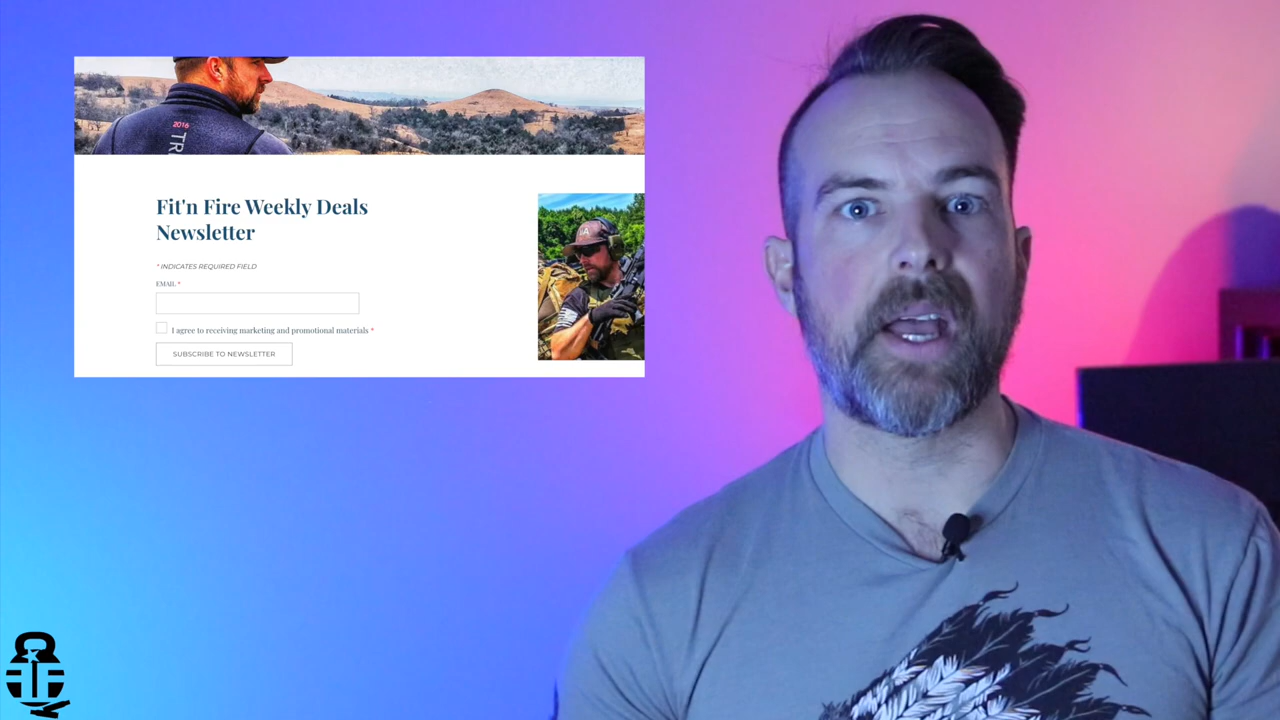 2016
TR
Fit'n Fire Weekly Deals
Newsletter
* INDICATES REQUIRED FIELD
EMAIL *
I agree to receiving marketing and promotional materials *
SUBSCRIBE TO NEWSLETTER